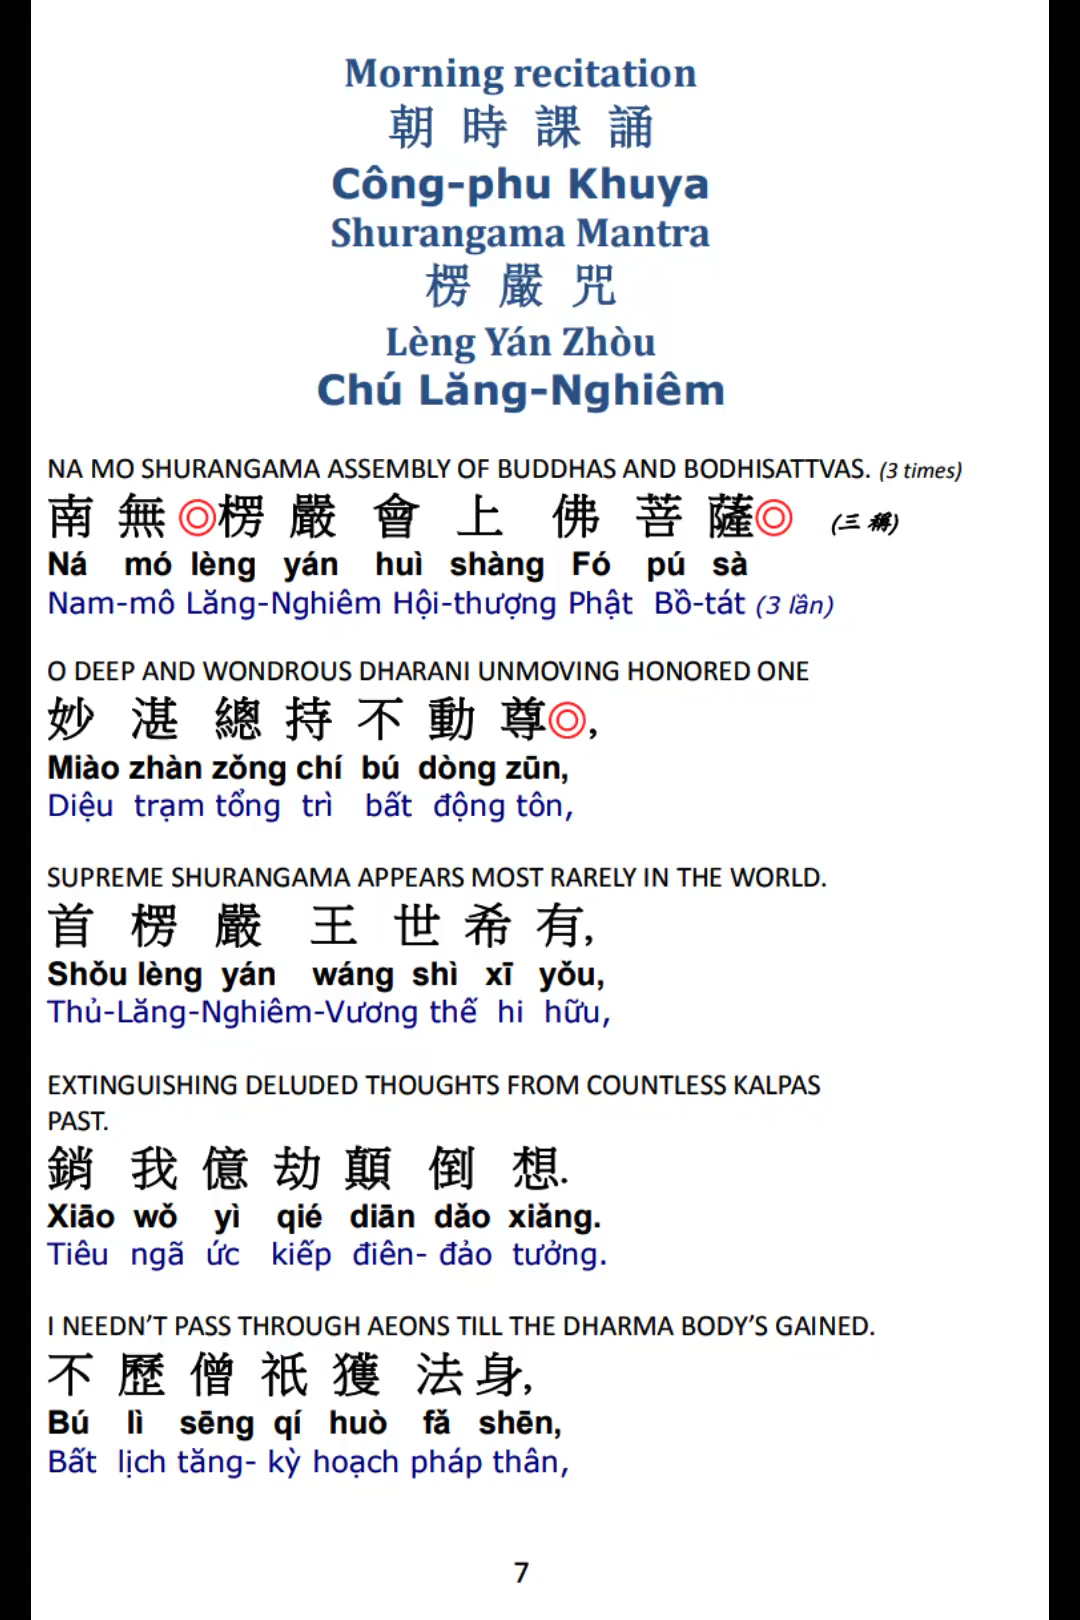 Morning recitation
朝 時 課 誦
Công-phu Khuya
Shurangama Mantra
楞 嚴 咒
Lèng Yán Zhòu
Chú Lăng-Nghiêm
NA MO SHURANGAMA ASSEMBLY OF BUDDHAS AND BODHISATTVAS. (3 times)
南 無 ◎楞 嚴 會 上 佛 菩 薩◎ (三 稱)
Ná mó lèng yán huì shàng Fó pú sà
Nam-mô Lăng-Nghiêm Hội-thượng Phật Bồ-tát (3 lần)
O DEEP AND WONDROUS DHARANI UNMOVING HONORED ONE
妙 湛 總 持 不 動 尊◎,
Miào zhàn zǒng chí bú dòng zūn,
Diệu trạm tổng trì bất động tôn,
SUPREME SHURANGAMA APPEARS MOST RARELY IN THE WORLD.
首 楞 嚴 王 世 希 有,
Shǒu lèng yán wáng shì xī yǒu,
Thủ-Lăng-Nghiêm-Vương thế hi hữu,
EXTINGUISHING DELUDED THOUGHTS FROM COUNTLESS KALPAS
PAST.
銷 我 億 劫 顛 倒 想.
Xiāo wǒ yì qié diān dǎo xiǎng.
Tiêu ngã ức kiếp điên- đảo tưởng.
I NEEDN’T PASS THROUGH AEONS TILL THE DHARMA BODY’S GAINED.
不 歷 僧 祇 獲 法 身,
Bú lì sēng qí huò fǎ shēn,
Bất lịch tăng- kỳ hoạch pháp thân,
7